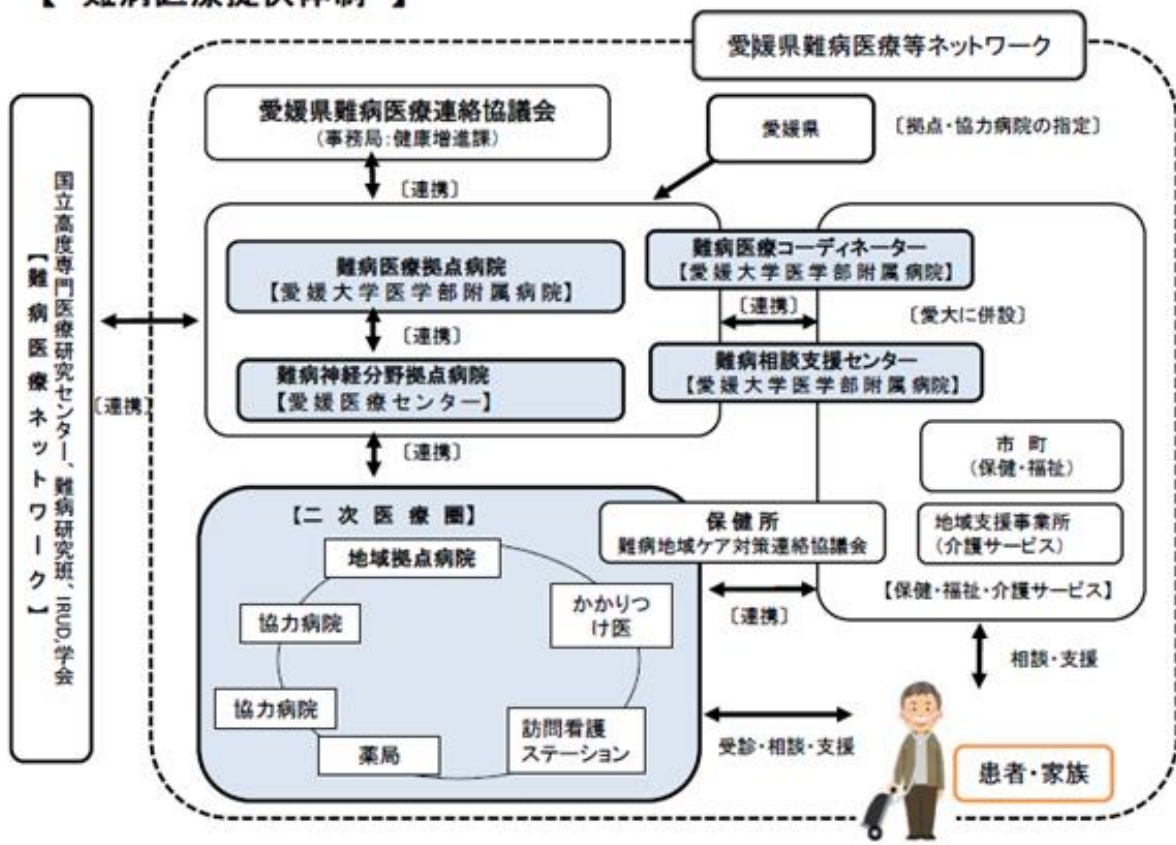 【 難病医療提供体制 】
愛媛県難病医療等ネットワーク
愛媛県難病医療連絡協議会
(事務局:健康増進課)
愛媛県
〔拠点・協力病院の指定〕
〔連携〕
難病医療拠点病院
【愛媛大学医学部附属病院】
〔連携〕
難病神経分野拠点病院
【愛媛医療センター】
難病医療コーディネーター
【愛媛大学医学部附属病院】
〔連携〕
〔愛大に併設〕
難病相談支援センター
【愛媛大学医学部附属病院】
国立高度専門医療研究センター、難病研究班、IRUD,学会
【難病医療ネットワーク】
〔連携〕
〔連携〕
市町
(保健・福祉)
地域支援事業所
(介護サービス)
【保健・福祉・介護サービス】
【二次医療圏】
保健所
難病地域ケア対策連絡協議会
地域拠点病院
かかりつ
け医
協力病院
協力病院
薬局
訪問看護
ステーション
〔連携〕
相談・支援
受診・相談・支援
患者・家族